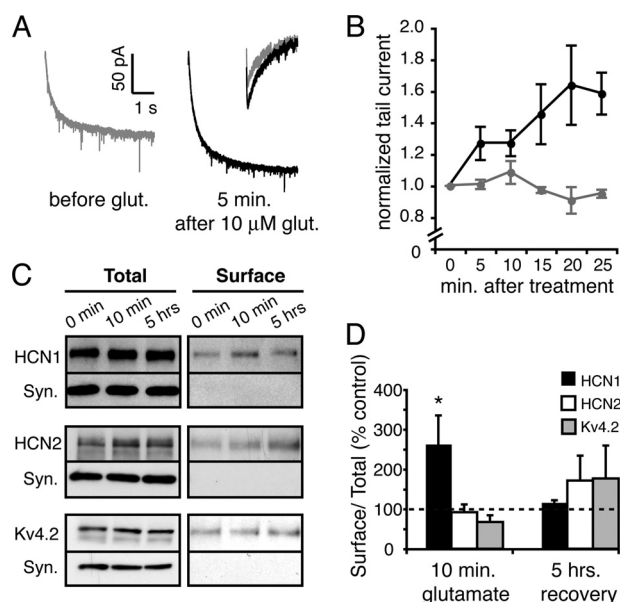 A
50 pA
1 s
before glut.
5 min.
after 10 µM glut.
B
normalized tail current
2.0
1.8
1.6
1.4
1.2
1.0
0.8
0
0 5 10 15 20 25
min. after treatment
C
Total Surface
0 min 10 min 5 hrs 0 min 10 min 5 hrs
HCN1
Syn.
HCN2
Syn.
Kv4.2
Syn.
D
HCN1
HCN2
Kv4.2
Surface/ Total (% control)
400
300
200
100
0
*
10 min.
glutamate
5 hrs.
recovery